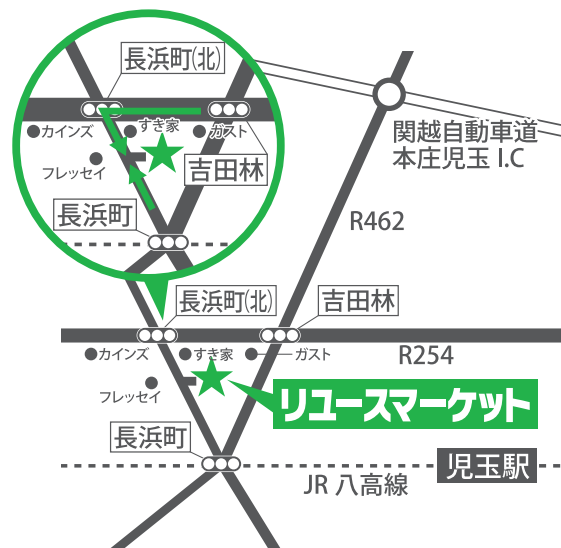 長浜町(北)
カインズ
すき家
ガスト
フレッセイ
吉田林
長浜町
関越自動車道
本庄児玉 I.C
R462
長浜町(北)
吉田林
カインズ
すき家
ガスト
R254
フレッセイ
リユースマーケット
長浜町
児玉駅
JR 八高線